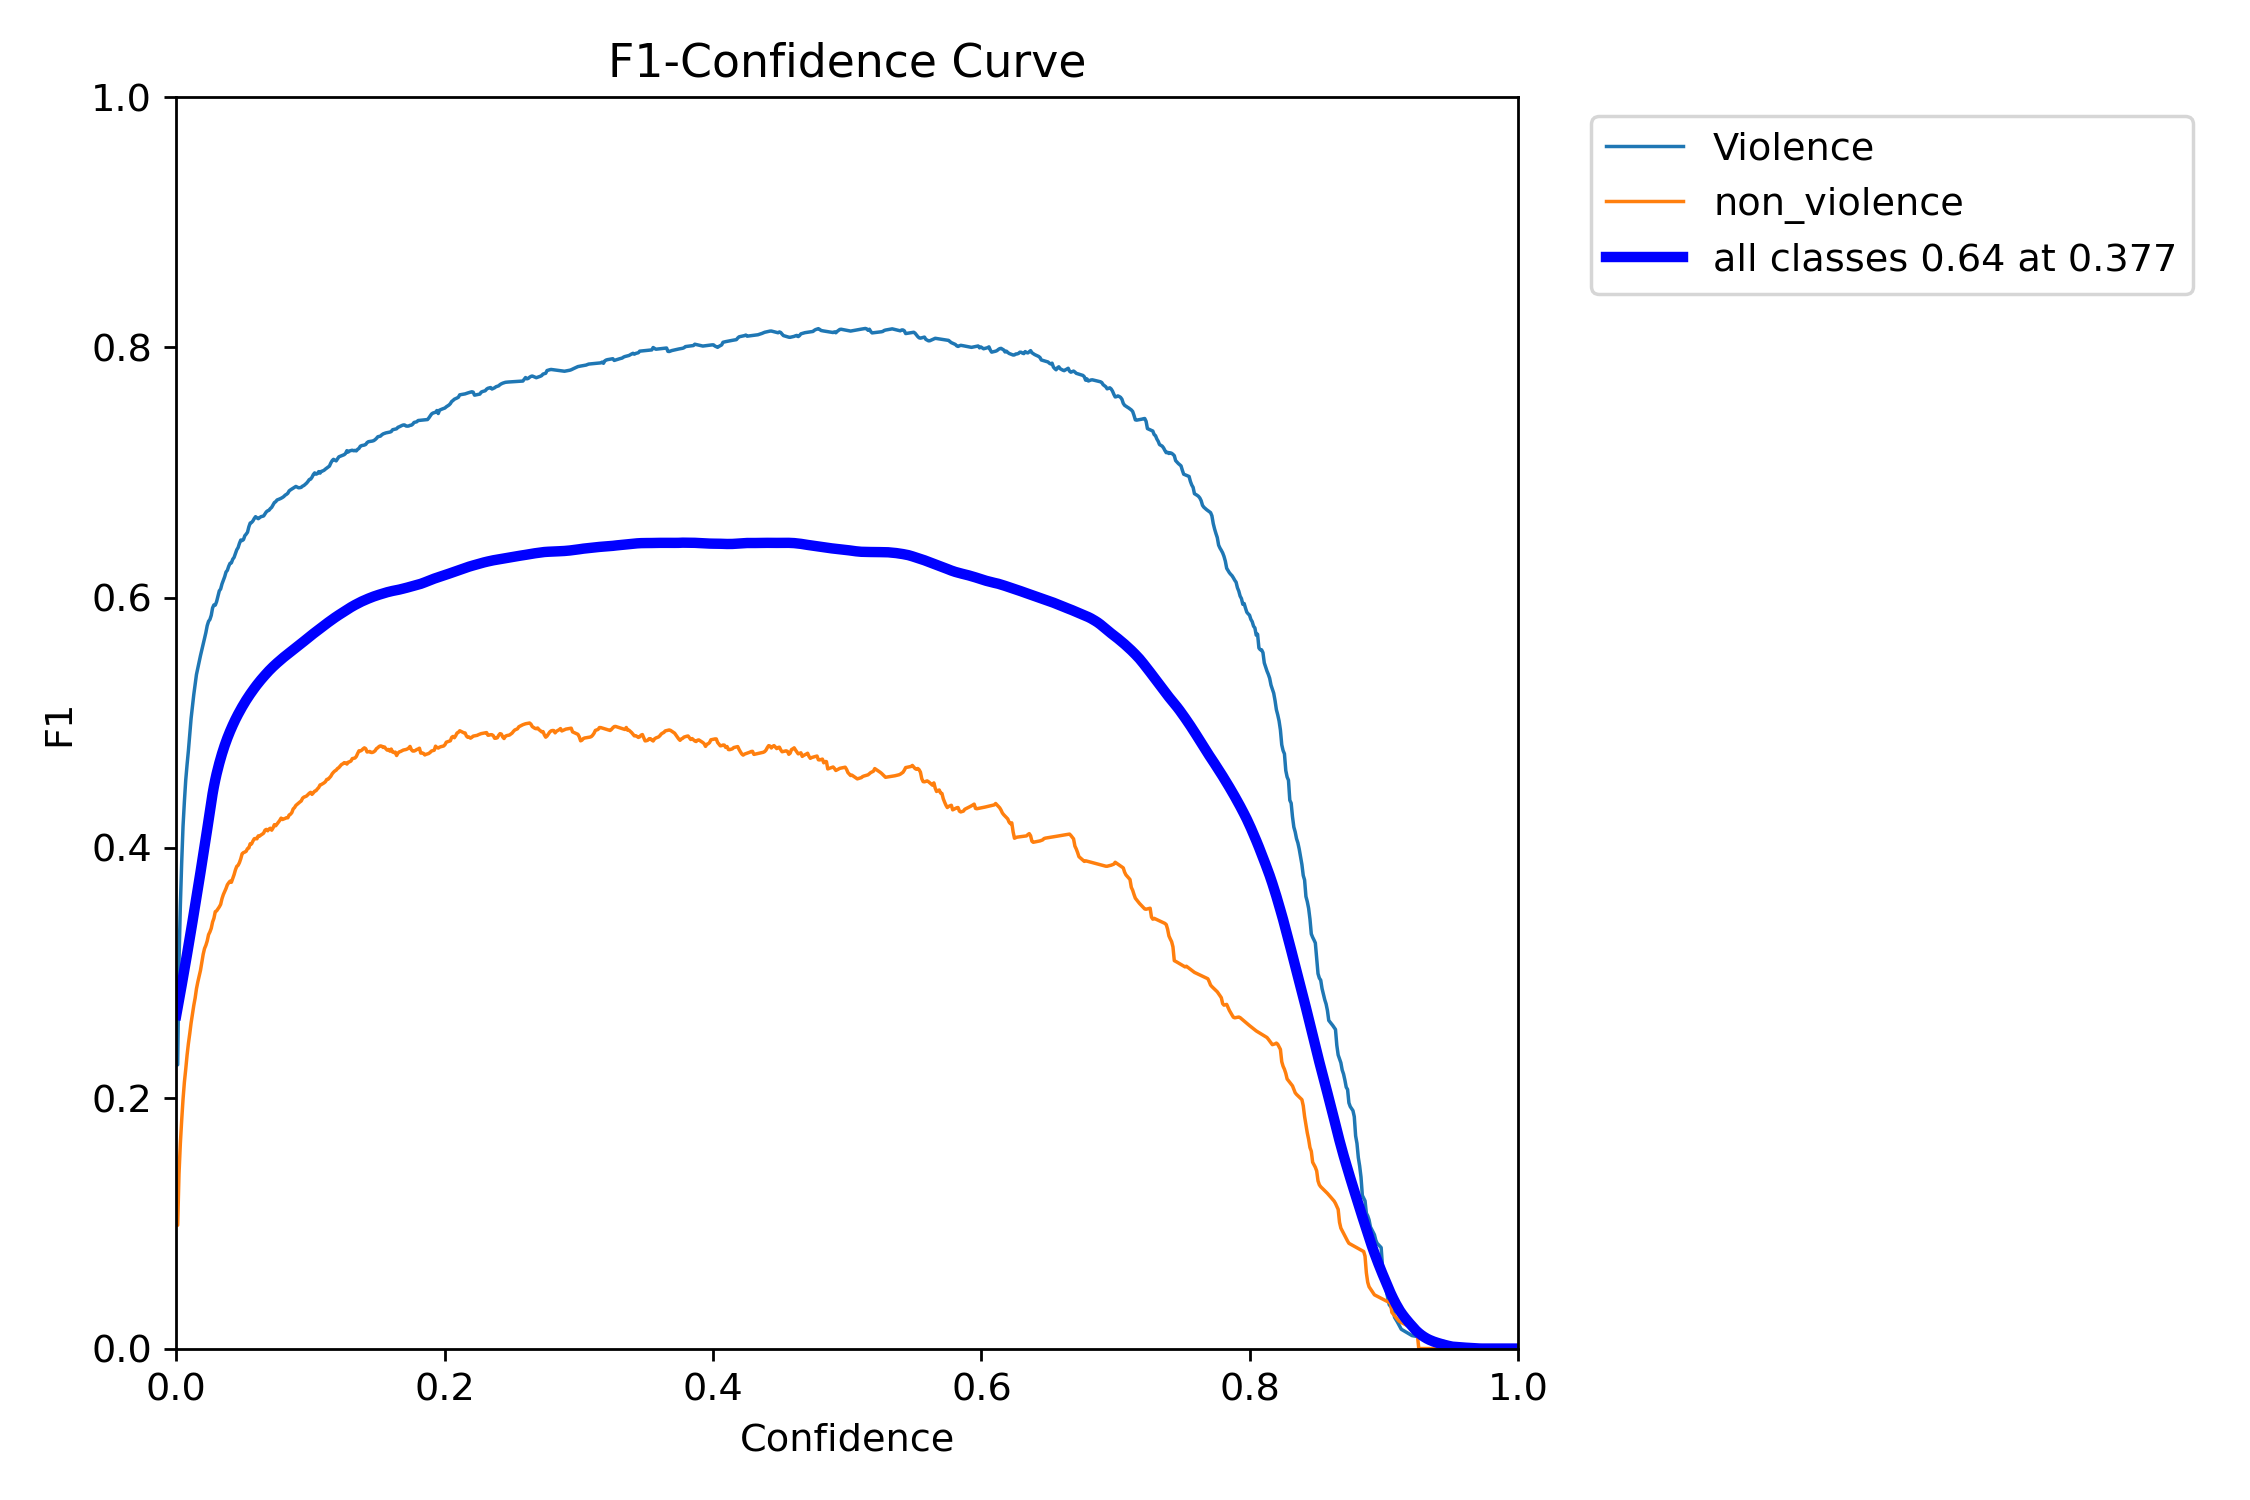 F1-Confidence Curve
1.0
0.8
0.6
0.4
0.2
0.0
F1
0.0 0.2 0.4 0.6 0.8 1.0
Confidence
Violence
non_violence
all classes 0.64 at 0.377